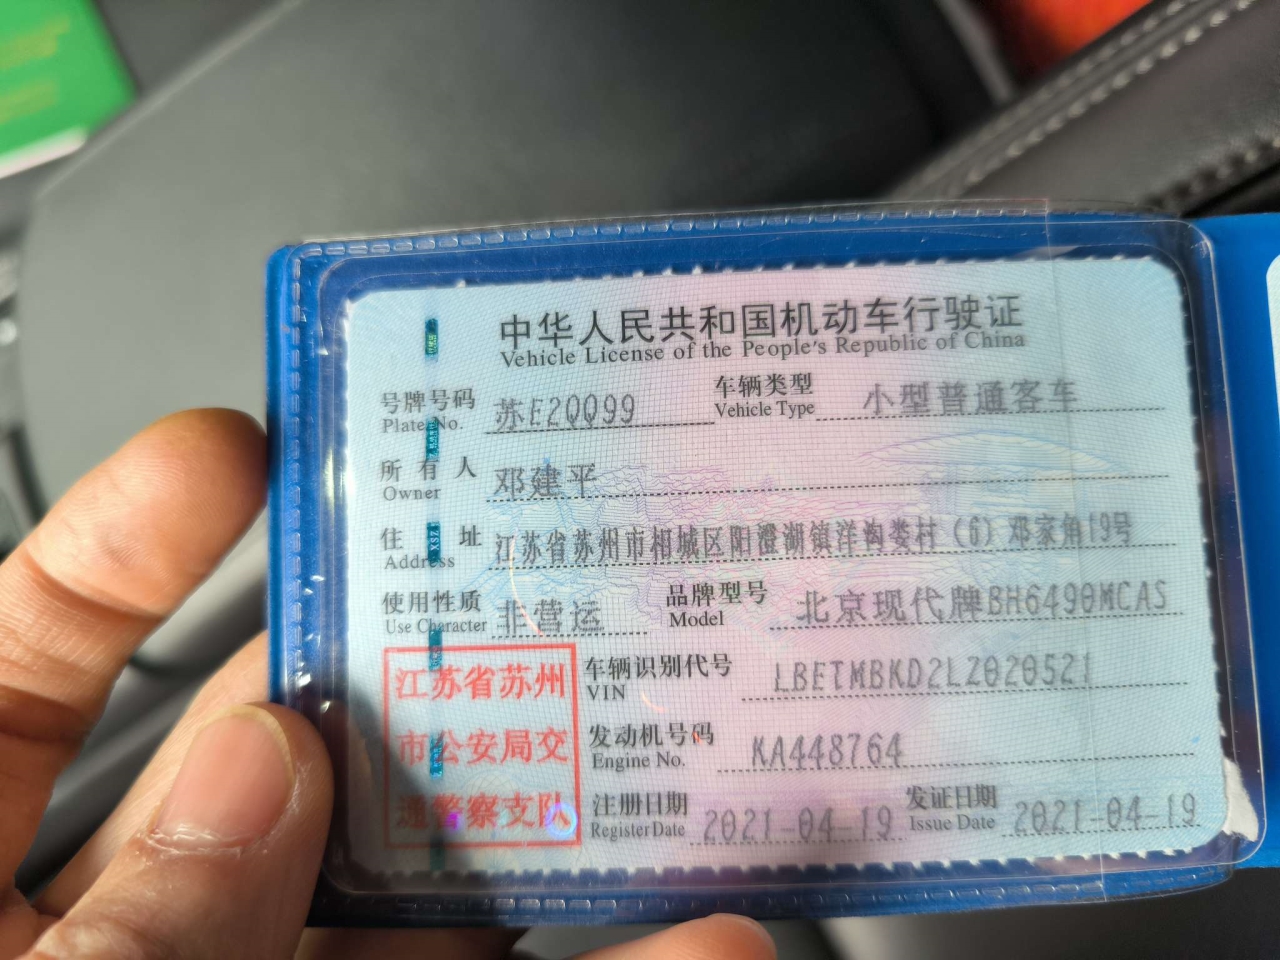 中华人民共和国机动车行驶证
Vehicle License of the People's Republic of China
号牌号码 苏E2QQ99 车辆类型 小型普通客车
Plate No. Vehicle Type
所有人 邓建平
Owner
住址 江苏省苏州市相城区阳澄湖镇洋沟娄村（6）邓家角19号
Address
使用性质 非营运 品牌型号 北京现代牌BH6490MCAS
Use Character Model
江苏省苏州
市公安局交
通警察支队
车辆识别代号 LBETMBKD2LZ020521
VIN
发动机号码 KA448764
Engine No.
注册日期 2021-04-19 发证日期 2021-04-19
Register Date Issue Date